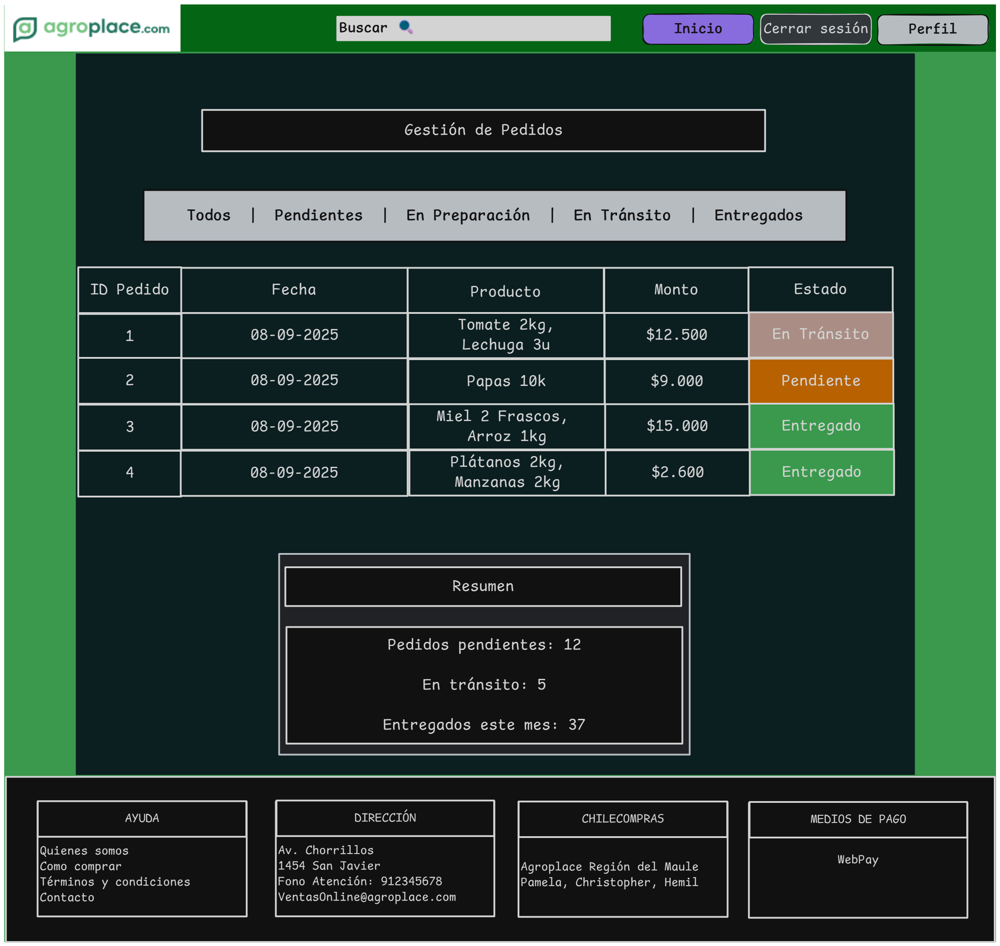 agroplace.com
Buscar
Inicio
Cerrar sesión
Perfil
Gestión de Pedidos
Todos | Pendientes | En Preparación | En Tránsito | Entregados
ID Pedido Fecha Producto Monto Estado
1 08-09-2025 Tomate 2kg, $12.500 En Tránsito
Lechuga 3u
2 08-09-2025 Papas 10k $9.000 Pendiente
3 08-09-2025 Miel 2 Frascos, $15.000 Entregado
Arroz 1kg
4 08-09-2025 Plátanos 2kg, $2.600 Entregado
Manzanas 2kg
Resumen
Pedidos pendientes: 12
En tránsito: 5
Entregados este mes: 37
AYUDA
Quienes somos
Como comprar
Términos y condiciones
Contacto
DIRECCIÓN
Av. Chorrillos
1454 San Javier
Fono Atención: 912345678
VentasOnline@agroplace.com
CHILECOMPRAS
Agroplace Región del Maule
Pamela, Christopher, Hemil
MEDIOS DE PAGO
WebPay